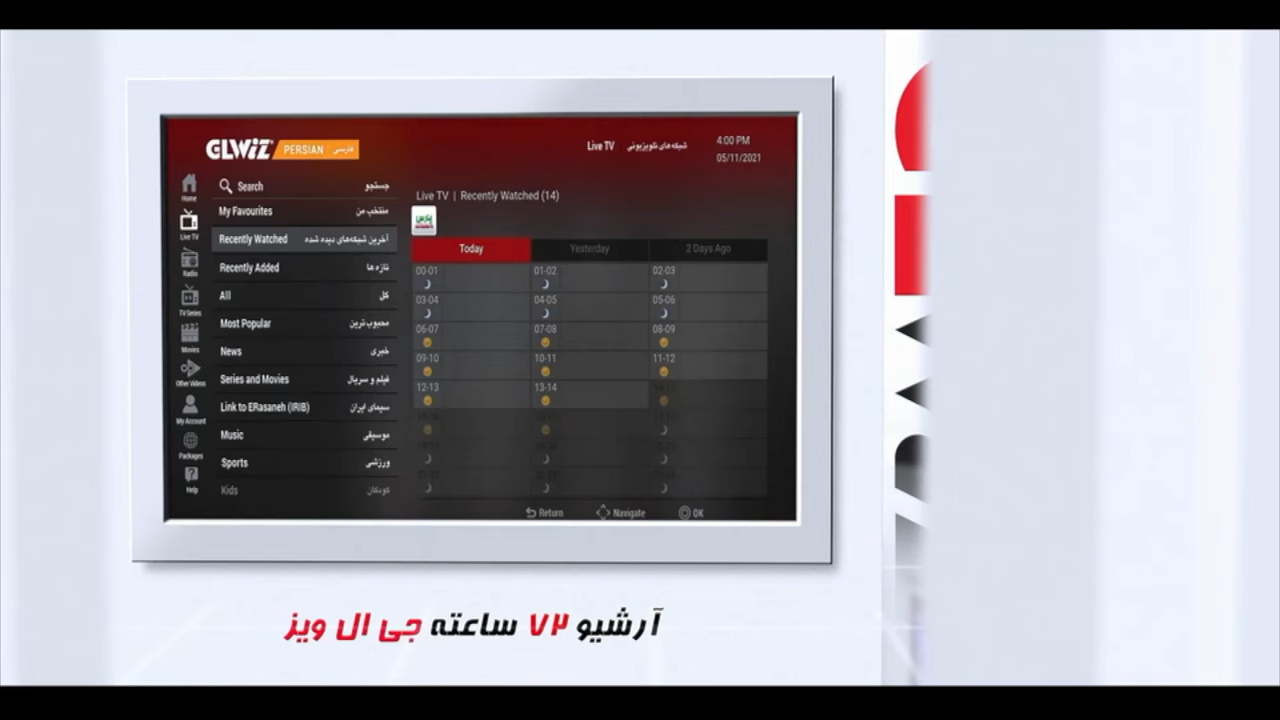 GLWiZ PERSIAN فارسی
Live TV شبکه‌های تلویزیونی
4:00 PM
05/11/2021
Home
Live TV
Radio
TV Series
Movies
Other Videos
My Account
Packages
Help
Search جستجو
My Favourites منتخب من
Recently Watched آخرین شبکه‌های دیده شده
Recently Added تازه ها
All کل
Most Popular محبوب ترین
News خبری
Series and Movies فیلم و سریال
Link to ERasaneh (IRIB) سیمای ایران
Music موسیقی
Sports ورزشی
Kids کودکان
Live TV | Recently Watched (14)
پارس
Today Yesterday 2 Days Ago
00-01 01-02 02-03
03-04 04-05 05-06
06-07 07-08 08-09
09-10 10-11 11-12
12-13 13-14
Return Navigate OK
آرشیو ۷۲ ساعته جی ال ویز